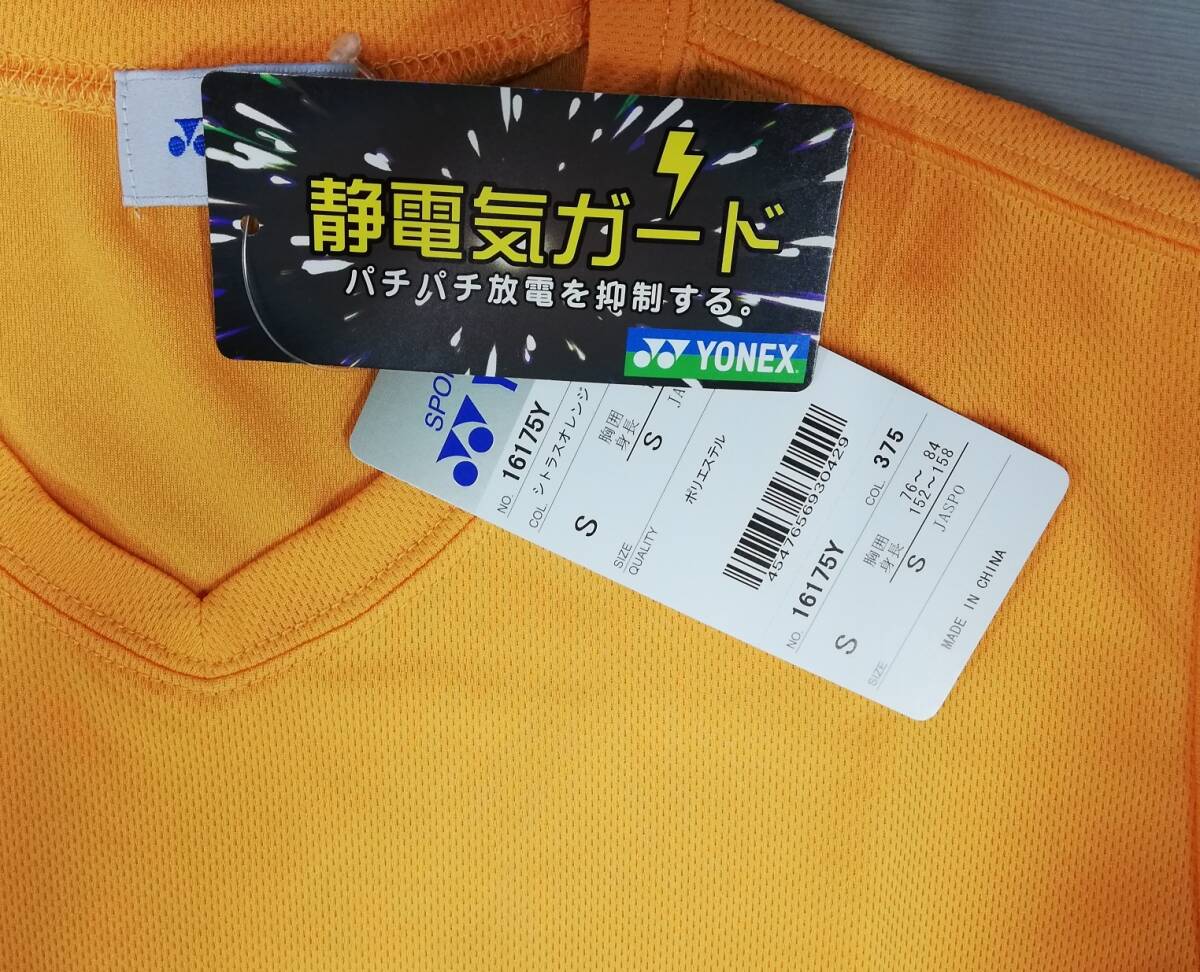 静電気ガード
パチパチ放電を抑制する。
YONEX
NO. 16175Y
COL シトラスオレンジ
SIZE S
胸囲
身長
S
QUALITY ポリエステル
4547656930429
NO. 16175Y
COL 375
SIZE S
胸囲 76～ 84
身長 152～158
S JASPO
MADE IN CHINA